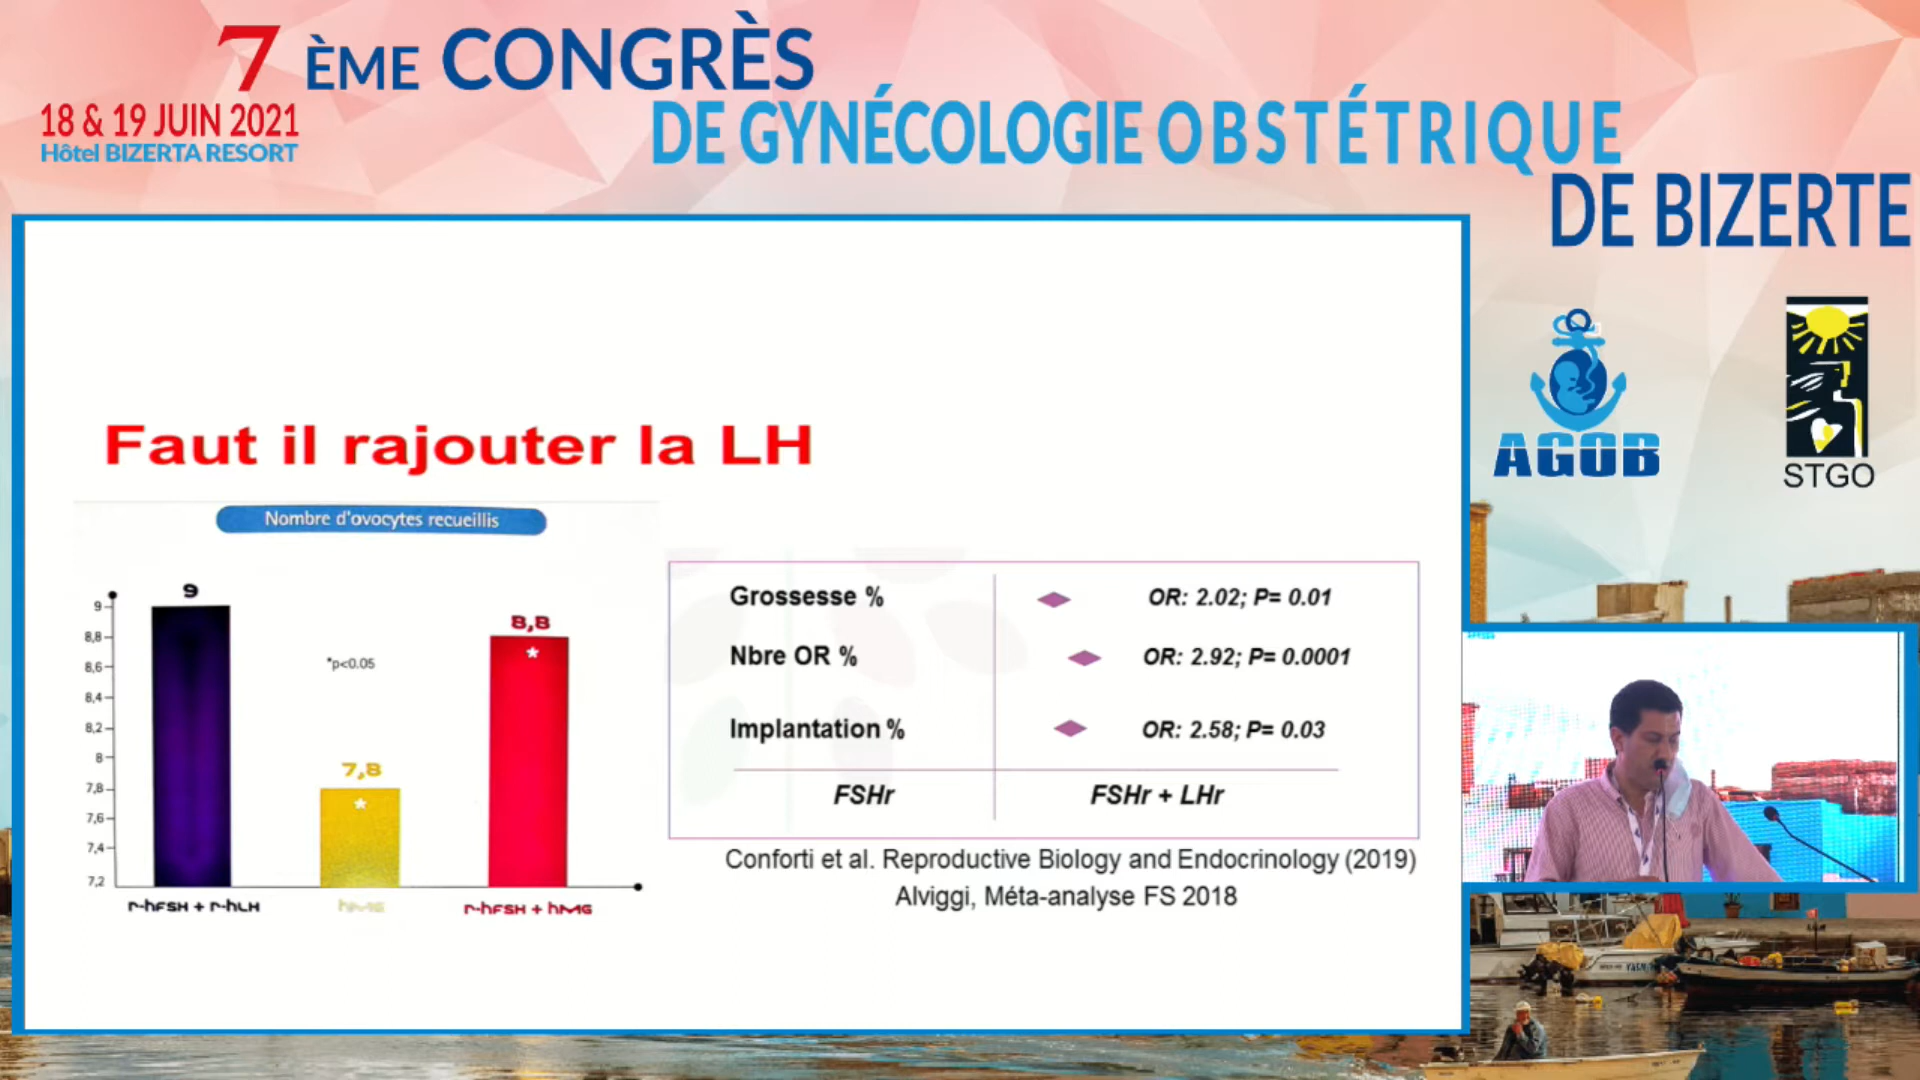 7 ÈME CONGRÈS
18 & 19 JUIN 2021
Hôtel BIZERTA RESORT
DE GYNÉCOLOGIE OBSTÉTRIQUE
DE BIZERTE
AGOB
STGO
Faut il rajouter la LH
Nombre d'ovocytes recueillis
9
7,8
8,8
*
*
*p<0.05
9
8,8
8,6
8,4
8,2
8
7,8
7,6
7,4
7,2
r-hFSH + r-hLH
hMG
r-hFSH + hMG
Grossesse %
OR: 2.02; P= 0.01
Nbre OR %
OR: 2.92; P= 0.0001
Implantation %
OR: 2.58; P= 0.03
FSHr
FSHr + LHr
Conforti et al. Reproductive Biology and Endocrinology (2019)
Alviggi, Méta-analyse FS 2018